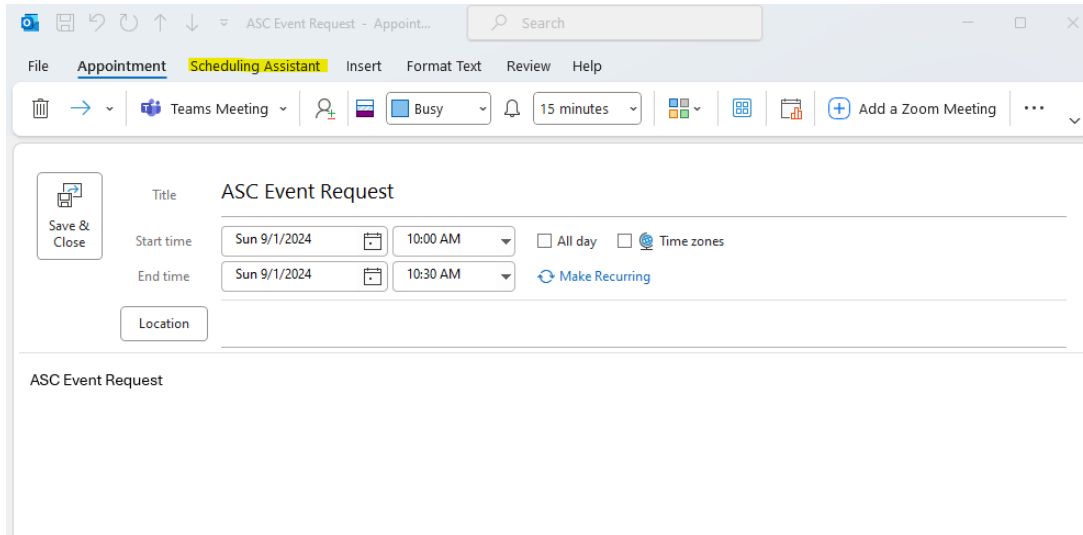 ASC Event Request - Appoint...
Search
File Appointment Scheduling Assistant Insert Format Text Review Help
Teams Meeting Busy 15 minutes Add a Zoom Meeting
Save & Close
Title ASC Event Request
Start time Sun 9/1/2024 10:00 AM All day Time zones
End time Sun 9/1/2024 10:30 AM Make Recurring
Location
ASC Event Request